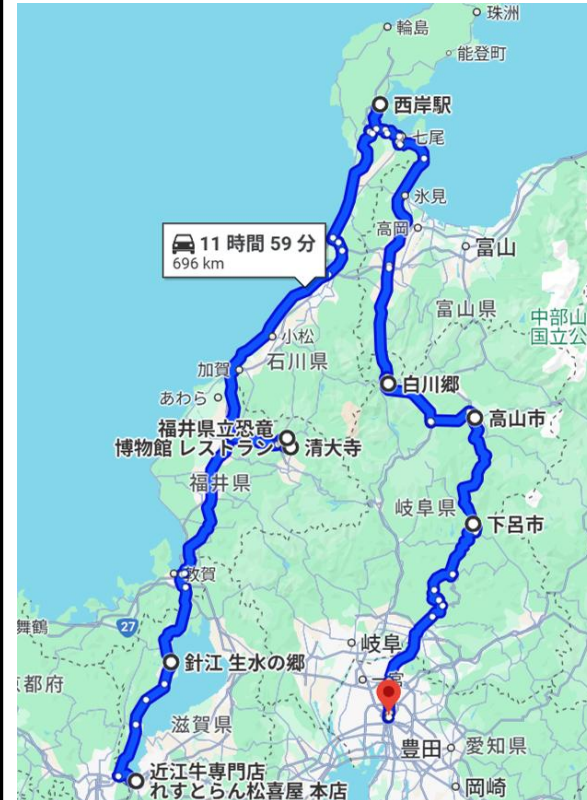 珠洲
輪島
能登町
西岸駅
七尾
氷見
高岡
富山
11 時間 59 分
696 km
富山県
中部山
国立公
小松
石川県
加賀
白川郷
あわら
高山市
福井県立恐竜
博物館 レストラン
清大寺
福井県
岐阜県
下呂市
敦賀
27
舞鶴
岐阜
針江 生水の郷
一宮
京都府
滋賀県
豊田
愛知県
近江牛専門店
れすとらん松喜屋 本店
岡崎